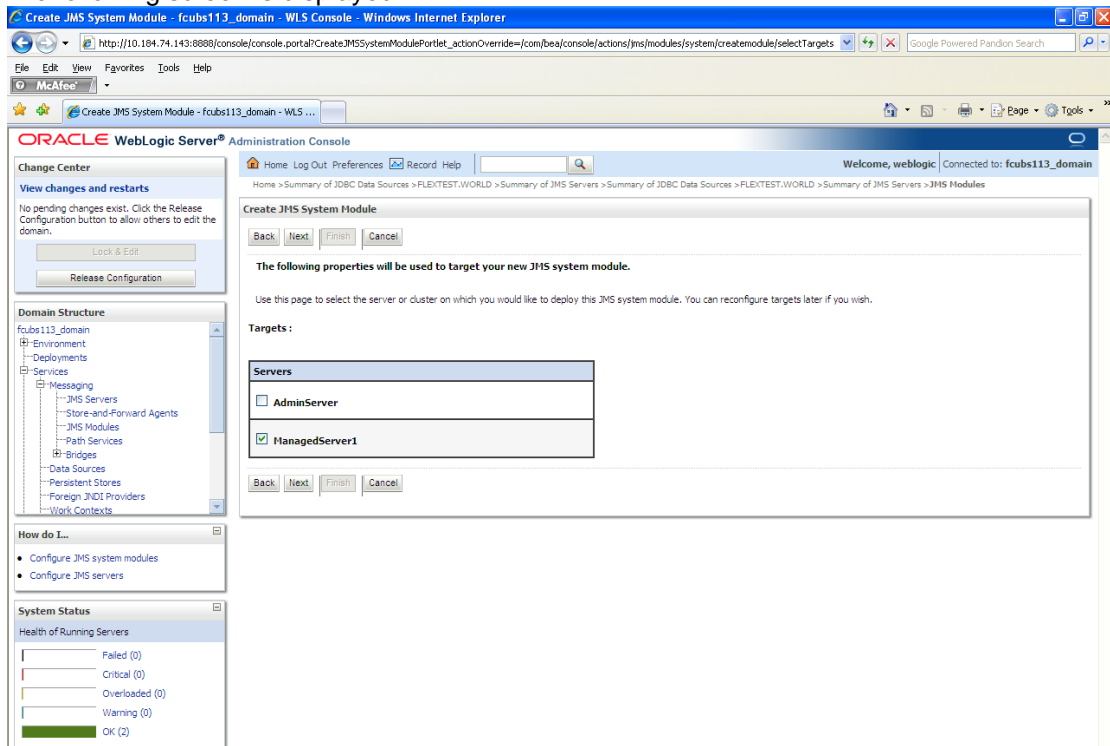 Create JMS System Module - fcubs113_domain - WLS Console - Windows Internet Explorer
http://10.184.74.143:8888/console/console.portal?CreateJMSSystemModulePortlet_actionOverride=/com/bea/console/actions/jms/modules/system/createmodule/selectTargets
Google Powered Pandion Search
File Edit View Favorites Tools Help
McAfee
Create JMS System Module - fcubs113_domain - WLS ...
Page Tools
ORACLE WebLogic Server® Administration Console
Change Center
View changes and restarts
No pending changes exist. Click the Release
Configuration button to allow others to edit the
domain.
Lock & Edit
Release Configuration
Domain Structure
fcubs113_domain
Environment
Deployments
Services
Messaging
JMS Servers
Store-and-Forward Agents
JMS Modules
Path Services
Bridges
Data Sources
Persistent Stores
Foreign JNDI Providers
Work Contexts
How do I...
Configure JMS system modules
Configure JMS servers
System Status
Health of Running Servers
Failed (0)
Critical (0)
Overloaded (0)
Warning (0)
OK (2)
Home Log Out Preferences Record Help
Welcome, weblogic Connected to: fcubs113_domain
Home >Summary of JDBC Data Sources >FLEXTEST.WORLD >Summary of JMS Servers >Summary of JDBC Data Sources >FLEXTEST.WORLD >Summary of JMS Servers >JMS Modules
Create JMS System Module
Back Next Finish Cancel
The following properties will be used to target your new JMS system module.
Use this page to select the server or cluster on which you would like to deploy this JMS system module. You can reconfigure targets later if you wish.
Targets :
Servers
AdminServer
ManagedServer1
Back Next Finish Cancel